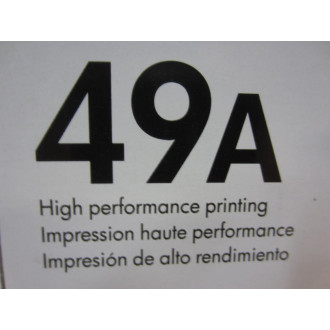 49A
High performance printing
Impression haute performance
Impresión de alto rendimiento